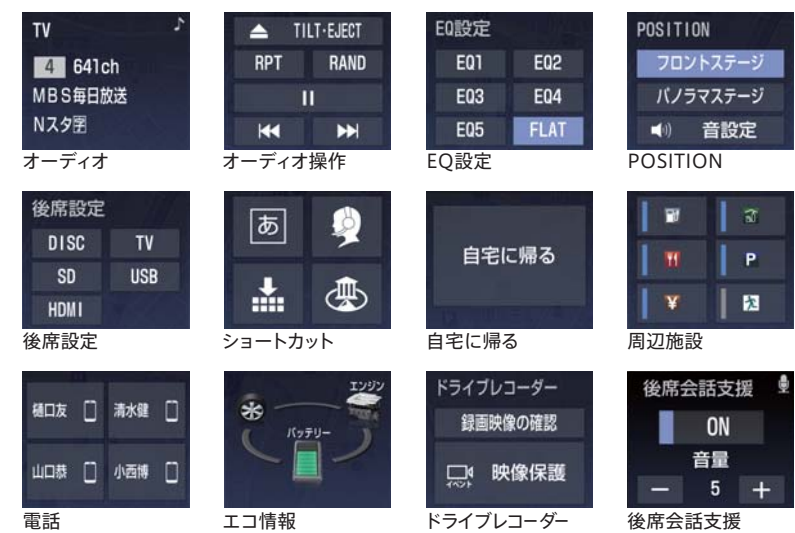 TV
4 641ch
MBS毎日放送
Nスタ字
オーディオ
TILT·EJECT
RPT RAND
オーディオ操作
EQ設定
EQ1 EQ2
EQ3 EQ4
EQ5 FLAT
EQ設定
POSITION
フロントステージ
パノラマステージ
音設定
POSITION
後席設定
DISC TV
SD USB
HDMI
後席設定
あ
ショートカット
自宅に帰る
自宅に帰る
P
¥
周辺施設
樋口友 清水健
山口恭 小西博
電話
エンジン
バッテリー
エコ情報
ドライブレコーダー
録画映像の確認
映像保護
イベント
ドライブレコーダー
後席会話支援
ON
音量
− 5 +
後席会話支援